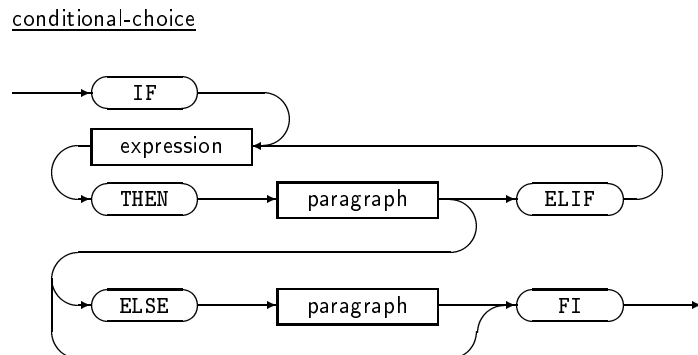 conditional-choice
IF
expression
THEN paragraph ELIF
ELSE paragraph FI